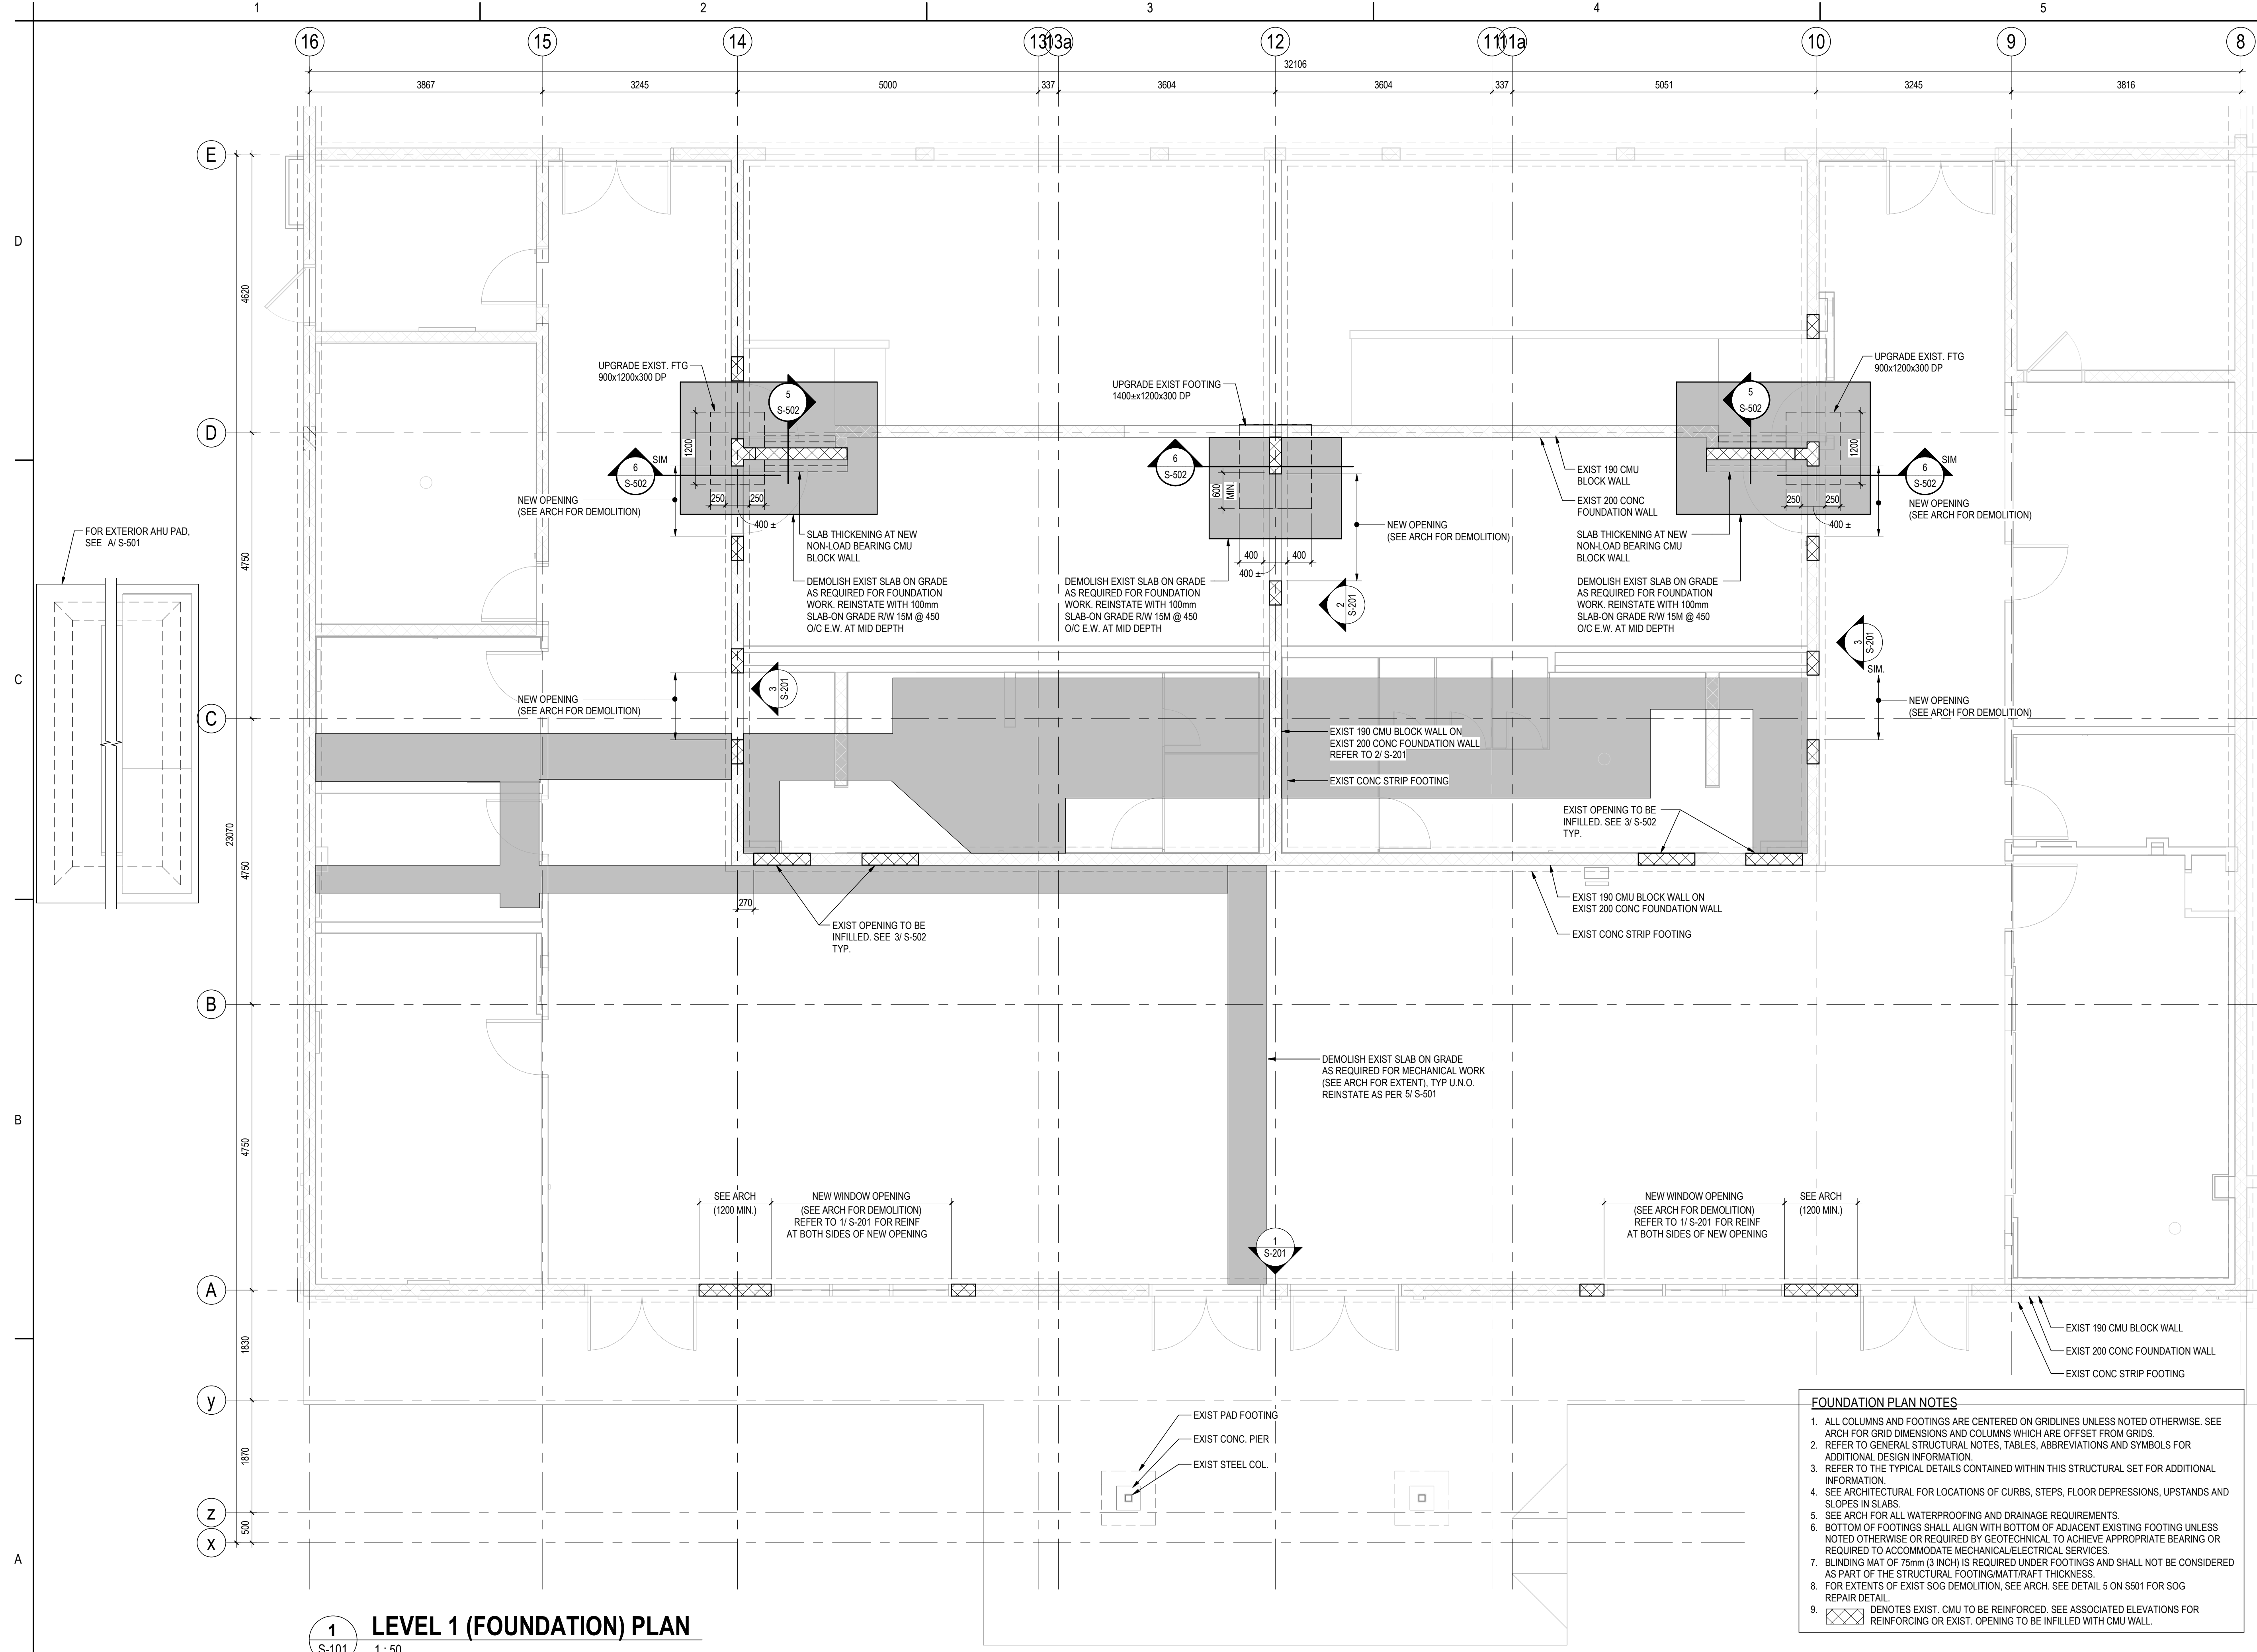 1 2 3 4 5
16 15 14 13 13a 12 11 11a 10 9 8
32106
3867 3245 5000 337 3604 3604 337 5051 3245 3816
E
D
4620
UPGRADE EXIST. FTG
900x1200x300 DP
5
S-502
UPGRADE EXIST FOOTING
1400±x1200x300 DP
5
S-502
UPGRADE EXIST. FTG
900x1200x300 DP
D
1200
6
S-502
SIM
250 250
400 ±
NEW OPENING
(SEE ARCH FOR DEMOLITION)
SLAB THICKENING AT NEW
NON-LOAD BEARING CMU
BLOCK WALL
DEMOLISH EXIST SLAB ON GRADE
AS REQUIRED FOR FOUNDATION
WORK. REINSTATE WITH 100mm
SLAB-ON GRADE R/W 15M @ 450
O/C E.W. AT MID DEPTH
6
S-502
600
MIN.
400 400
400 ±
NEW OPENING
(SEE ARCH FOR DEMOLITION)
DEMOLISH EXIST SLAB ON GRADE
AS REQUIRED FOR FOUNDATION
WORK. REINSTATE WITH 100mm
SLAB-ON GRADE R/W 15M @ 450
O/C E.W. AT MID DEPTH
2
S-201
EXIST 190 CMU
BLOCK WALL
EXIST 200 CONC
FOUNDATION WALL
SLAB THICKENING AT NEW
NON-LOAD BEARING CMU
BLOCK WALL
DEMOLISH EXIST SLAB ON GRADE
AS REQUIRED FOR FOUNDATION
WORK. REINSTATE WITH 100mm
SLAB-ON GRADE R/W 15M @ 450
O/C E.W. AT MID DEPTH
1200
250 250
400 ±
6
S-502
SIM
NEW OPENING
(SEE ARCH FOR DEMOLITION)
FOR EXTERIOR AHU PAD,
SEE A/ S-501
4750
C
3
S-201
NEW OPENING
(SEE ARCH FOR DEMOLITION)
3
S-201
SIM.
NEW OPENING
(SEE ARCH FOR DEMOLITION)
C
EXIST 190 CMU BLOCK WALL ON
EXIST 200 CONC FOUNDATION WALL
REFER TO 2/ S-201
EXIST CONC STRIP FOOTING
EXIST OPENING TO BE
INFILLED. SEE 3/ S-502
TYP.
23070
4750
270
EXIST OPENING TO BE
INFILLED. SEE 3/ S-502
TYP.
EXIST 190 CMU BLOCK WALL ON
EXIST 200 CONC FOUNDATION WALL
EXIST CONC STRIP FOOTING
B
DEMOLISH EXIST SLAB ON GRADE
AS REQUIRED FOR MECHANICAL WORK
(SEE ARCH FOR EXTENT), TYP U.N.O.
REINSTATE AS PER 5/ S-501
B
4750
SEE ARCH
(1200 MIN.)
NEW WINDOW OPENING
(SEE ARCH FOR DEMOLITION)
REFER TO 1/ S-201 FOR REINF
AT BOTH SIDES OF NEW OPENING
1
S-201
NEW WINDOW OPENING
(SEE ARCH FOR DEMOLITION)
REFER TO 1/ S-201 FOR REINF
AT BOTH SIDES OF NEW OPENING
SEE ARCH
(1200 MIN.)
A
EXIST 190 CMU BLOCK WALL
EXIST 200 CONC FOUNDATION WALL
EXIST CONC STRIP FOOTING
1830
y
1870
EXIST PAD FOOTING
EXIST CONC. PIER
EXIST STEEL COL.
z
500
x
A
FOUNDATION PLAN NOTES
1. ALL COLUMNS AND FOOTINGS ARE CENTERED ON GRIDLINES UNLESS NOTED OTHERWISE. SEE
ARCH FOR GRID DIMENSIONS AND COLUMNS WHICH ARE OFFSET FROM GRIDS.
2. REFER TO GENERAL STRUCTURAL NOTES, TABLES, ABBREVIATIONS AND SYMBOLS FOR
ADDITIONAL DESIGN INFORMATION.
3. REFER TO THE TYPICAL DETAILS CONTAINED WITHIN THIS STRUCTURAL SET FOR ADDITIONAL
INFORMATION.
4. SEE ARCHITECTURAL FOR LOCATIONS OF CURBS, STEPS, FLOOR DEPRESSIONS, UPSTANDS AND
SLOPES IN SLABS.
5. SEE ARCH FOR ALL WATERPROOFING AND DRAINAGE REQUIREMENTS.
6. BOTTOM OF FOOTINGS SHALL ALIGN WITH BOTTOM OF ADJACENT EXISTING FOOTING UNLESS
NOTED OTHERWISE OR REQUIRED BY GEOTECHNICAL TO ACHIEVE APPROPRIATE BEARING OR
REQUIRED TO ACCOMMODATE MECHANICAL/ELECTRICAL SERVICES.
7. BLINDING MAT OF 75mm (3 INCH) IS REQUIRED UNDER FOOTINGS AND SHALL NOT BE CONSIDERED
AS PART OF THE STRUCTURAL FOOTING/MATT/RAFT THICKNESS.
8. FOR EXTENTS OF EXIST SOG DEMOLITION, SEE ARCH. SEE DETAIL 5 ON S501 FOR SOG
REPAIR DETAIL.
9. DENOTES EXIST. CMU TO BE REINFORCED. SEE ASSOCIATED ELEVATIONS FOR
REINFORCING OR EXIST. OPENING TO BE INFILLED WITH CMU WALL.
1
S-101
LEVEL 1 (FOUNDATION) PLAN
1 : 50